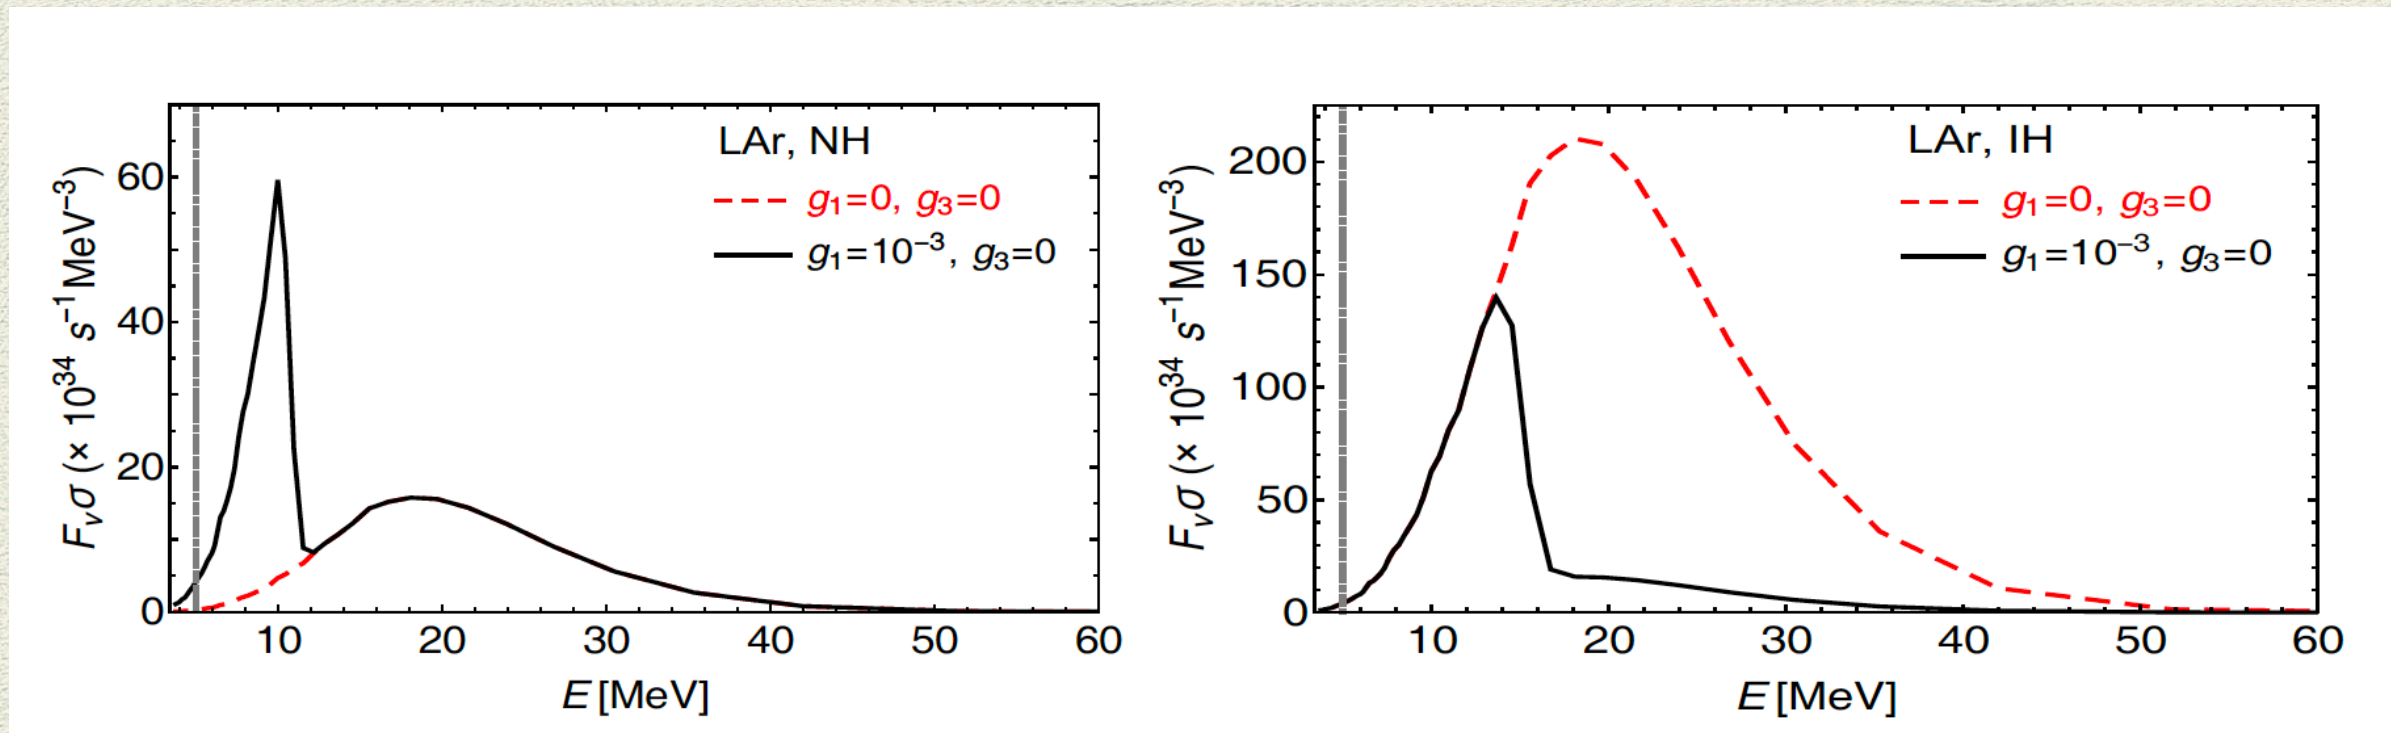 LAr, NH
g₁=0, g₃=0
g₁=10⁻³, g₃=0
F_νσ (× 10³⁴ s⁻¹MeV⁻³)
60
40
20
0
10 20 30 40 50 60
E [MeV]
LAr, IH
g₁=0, g₃=0
g₁=10⁻³, g₃=0
F_νσ (× 10³⁴ s⁻¹MeV⁻³)
200
150
100
50
0
10 20 30 40 50 60
E [MeV]